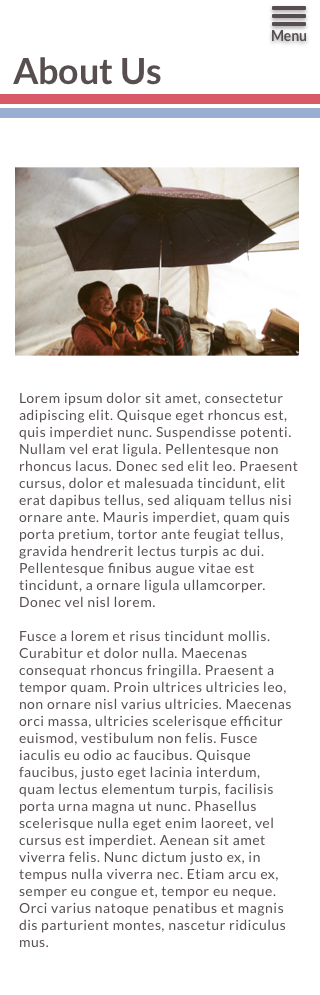 Menu
About Us
Lorem ipsum dolor sit amet, consectetur
adipiscing elit. Quisque eget rhoncus est,
quis imperdiet nunc. Suspendisse potenti.
Nullam vel erat ligula. Pellentesque non
rhoncus lacus. Donec sed elit leo. Praesent
cursus, dolor et malesuada tincidunt, elit
erat dapibus tellus, sed aliquam tellus nisi
ornare ante. Mauris imperdiet, quam quis
porta pretium, tortor ante feugiat tellus,
gravida hendrerit lectus turpis ac dui.
Pellentesque finibus augue vitae est
tincidunt, a ornare ligula ullamcorper.
Donec vel nisl lorem.
Fusce a lorem et risus tincidunt mollis.
Curabitur et dolor nulla. Maecenas
consequat rhoncus fringilla. Praesent a
tempor quam. Proin ultrices ultricies leo,
non ornare nisl varius ultricies. Maecenas
orci massa, ultricies scelerisque efficitur
euismod, vestibulum non felis. Fusce
iaculis eu odio ac faucibus. Quisque
faucibus, justo eget lacinia interdum,
quam lectus elementum turpis, facilisis
porta urna magna ut nunc. Phasellus
scelerisque nulla eget enim laoreet, vel
cursus est imperdiet. Aenean sit amet
viverra felis. Nunc dictum justo ex, in
tempus nulla viverra nec. Etiam arcu ex,
semper eu congue et, tempor eu neque.
Orci varius natoque penatibus et magnis
dis parturient montes, nascetur ridiculus
mus.